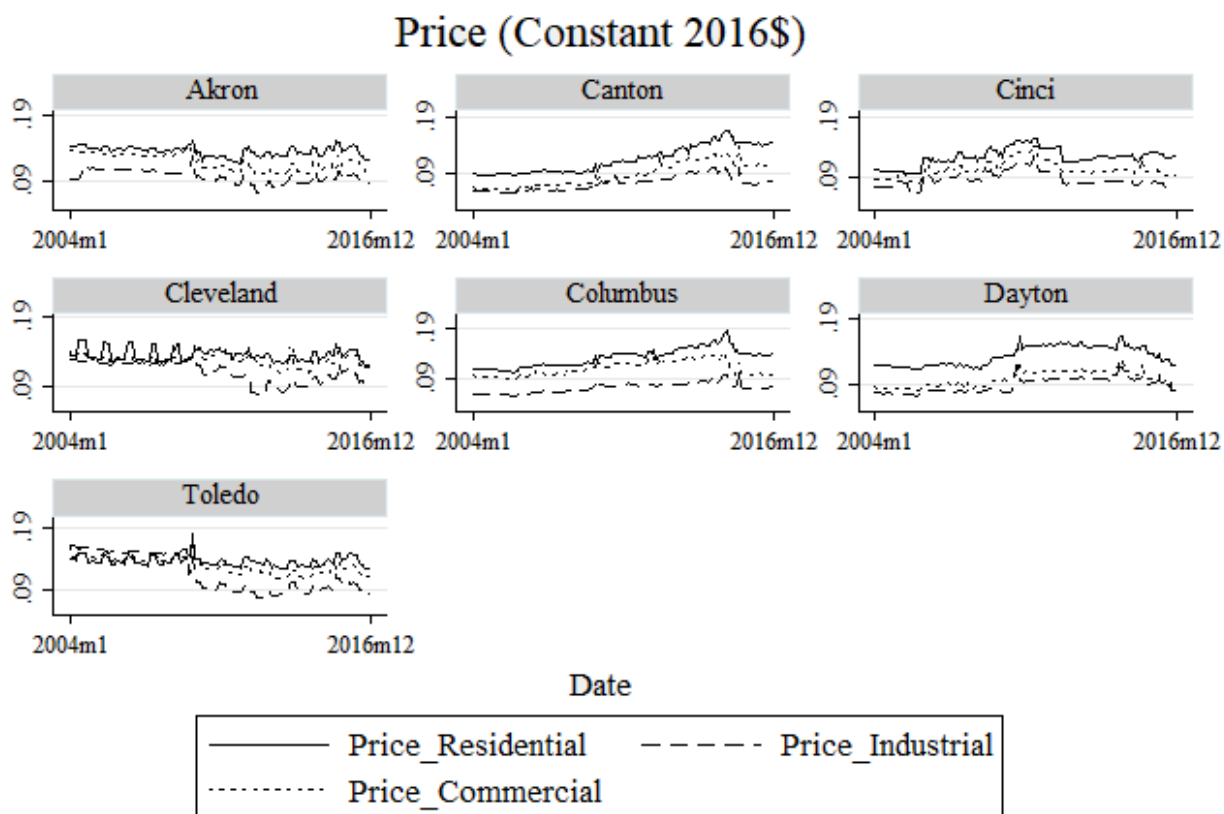 Price (Constant 2016$)
Akron
Canton
Cinci
.19
.09
2004m1
2016m12
.19
.09
2004m1
2016m12
.19
.09
2004m1
2016m12
Cleveland
Columbus
Dayton
.19
.09
2004m1
2016m12
.19
.09
2004m1
2016m12
.19
.09
2004m1
2016m12
Toledo
.19
.09
2004m1
2016m12
Date
Price_Residential
Price_Industrial
Price_Commercial